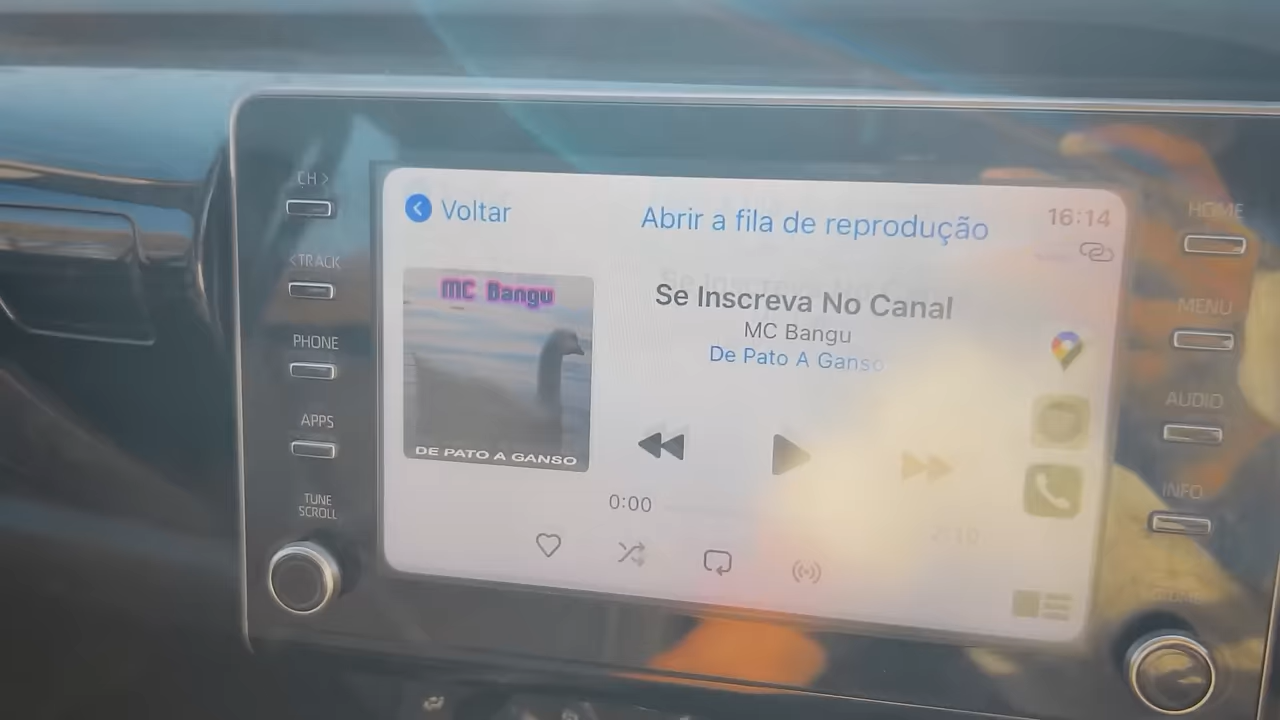 CH >
< TRACK
PHONE
APPS
TUNE
SCROLL
Voltar
Abrir a fila de reprodução
16:14
MC Bangu
DE PATO A GANSO
Se Inscreva No Canal
MC Bangu
De Pato A Ganso
0:00
HOME
MENU
AUDIO
INFO